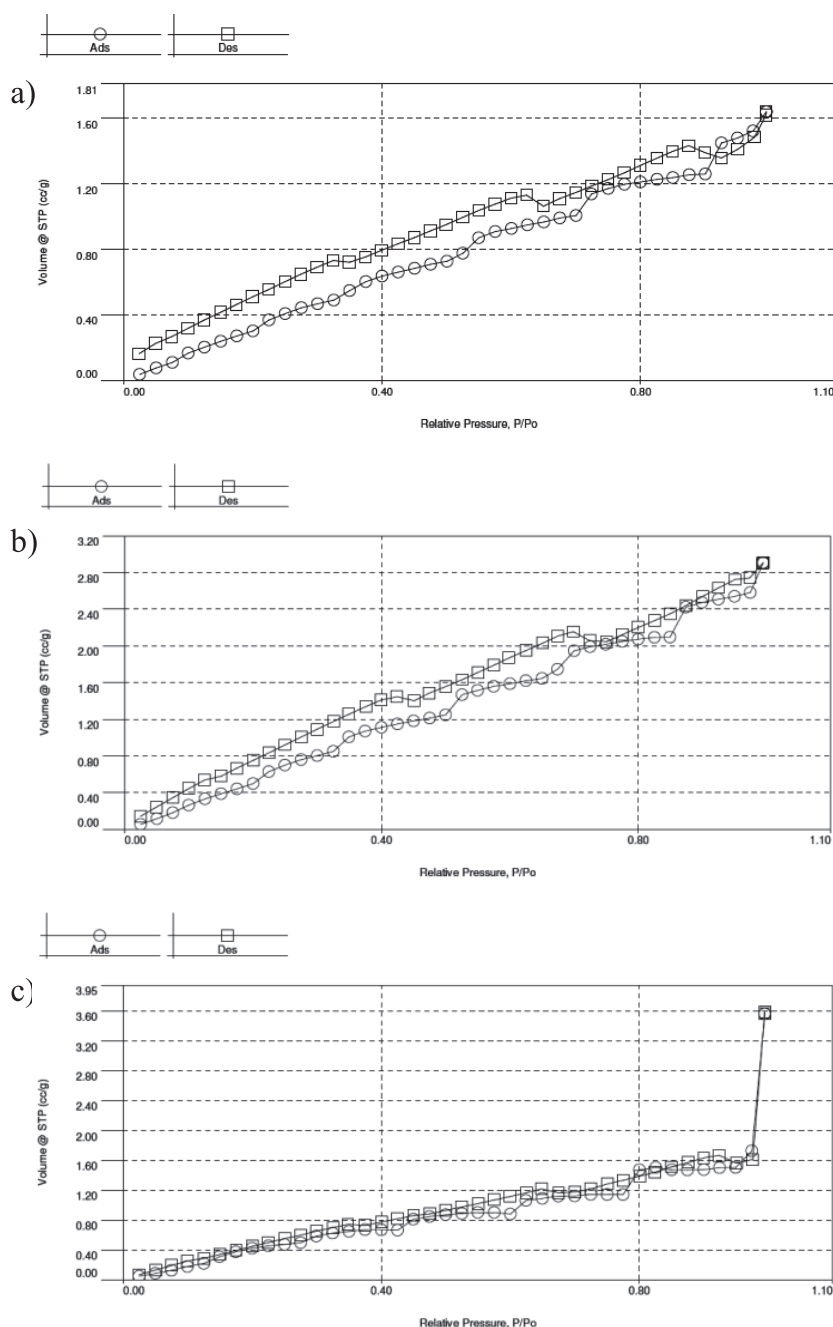 Ads Des
a)
1.81
1.60
1.20
0.80
0.40
0.00
Volume @ STP (cc/g)
0.00 0.40 0.80 1.10
Relative Pressure, P/Po
Ads Des
b)
3.20
2.80
2.40
2.00
1.60
1.20
0.80
0.40
0.00
Volume @ STP (cc/g)
0.00 0.40 0.80 1.10
Relative Pressure, P/Po
Ads Des
c)
3.95
3.60
3.20
2.80
2.40
2.00
1.60
1.20
0.80
0.40
0.00
Volume @ STP (cc/g)
0.00 0.40 0.80 1.10
Relative Pressure, P/Po